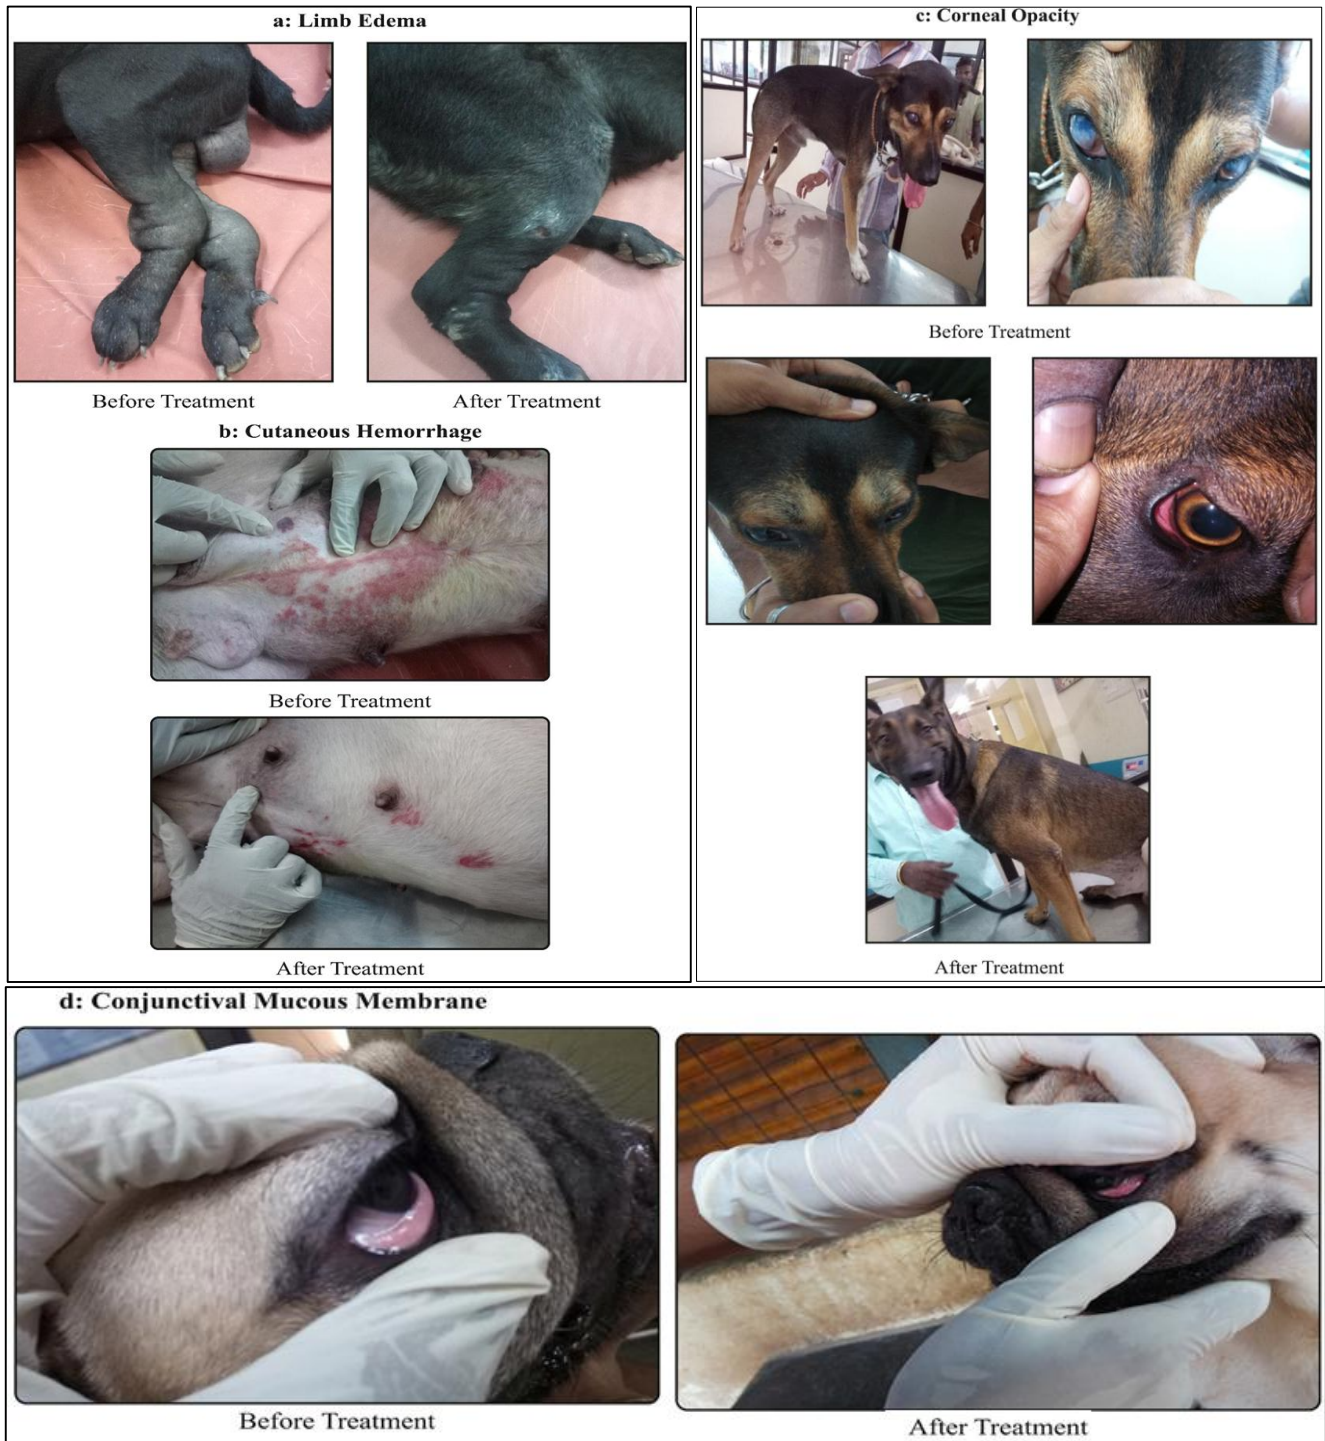 a: Limb Edema
Before Treatment
After Treatment
b: Cutaneous Hemorrhage
Before Treatment
After Treatment
c: Corneal Opacity
Before Treatment
After Treatment
d: Conjunctival Mucous Membrane
Before Treatment
After Treatment